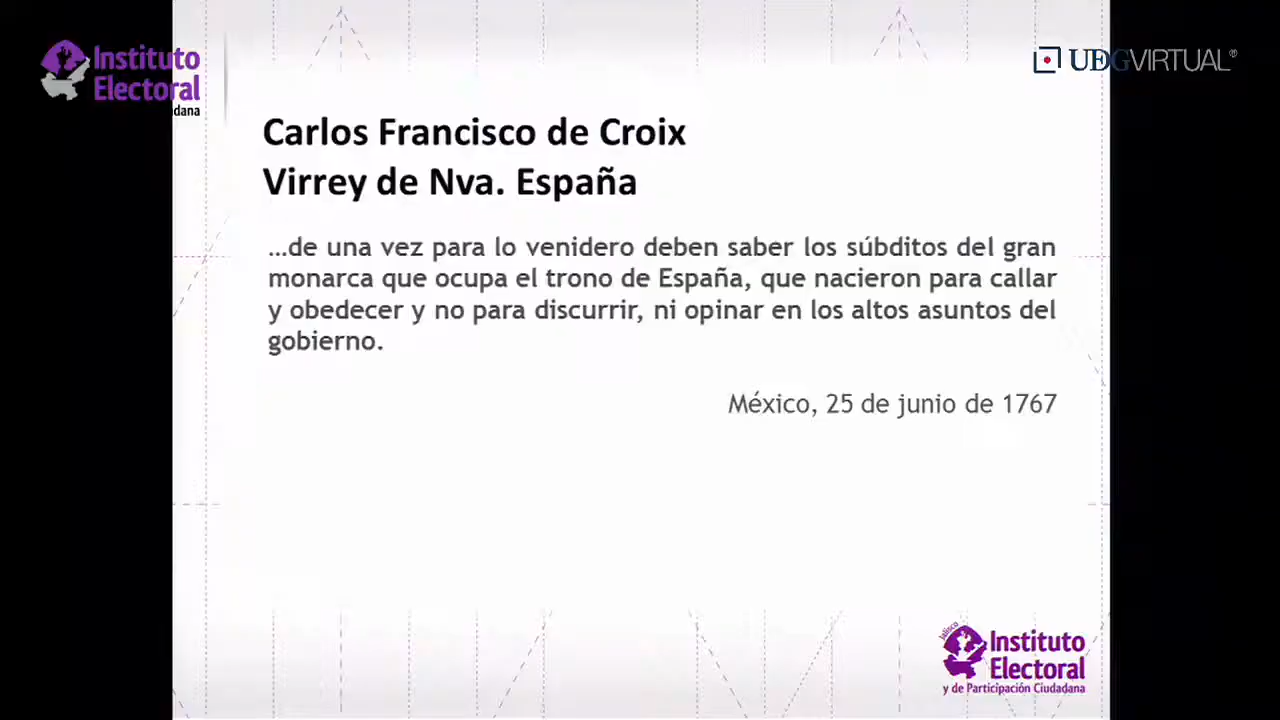 Instituto
Electoral
dana
UDGVIRTUAL®
Carlos Francisco de Croix
Virrey de Nva. España
...de una vez para lo venidero deben saber los súbditos del gran
monarca que ocupa el trono de España, que nacieron para callar
y obedecer y no para discurrir, ni opinar en los altos asuntos del
gobierno.
México, 25 de junio de 1767
Jalisco
Instituto
Electoral
y de Participación Ciudadana